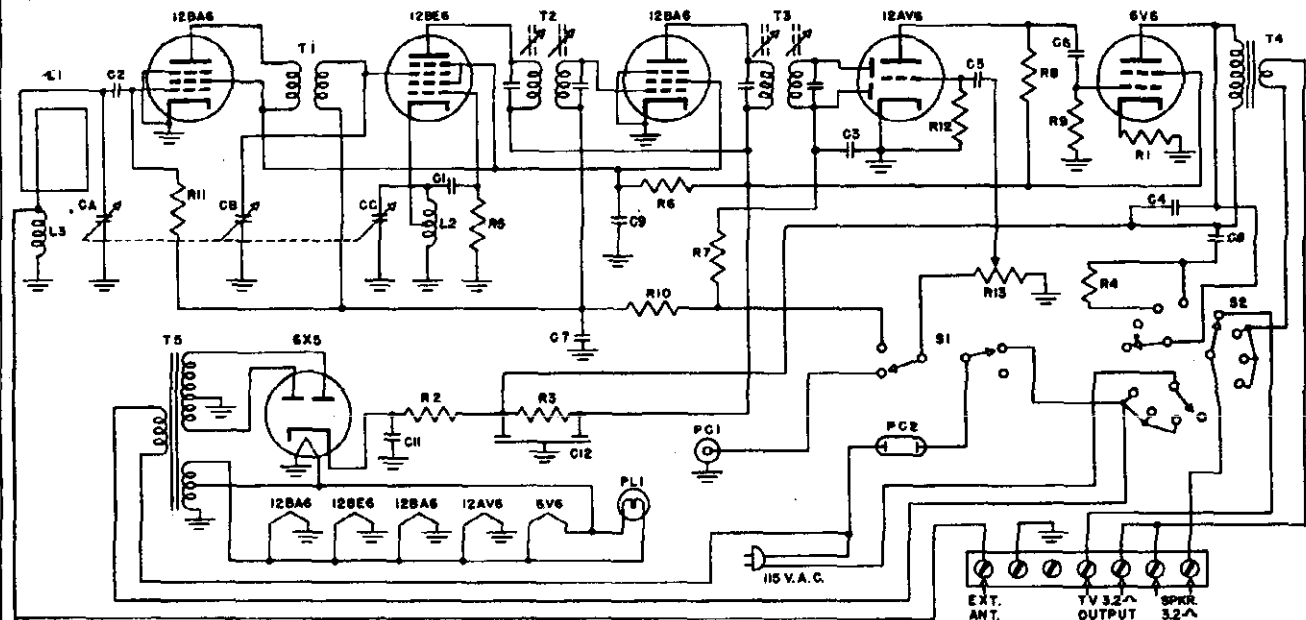 12BA6
12BE6
T2
12BA6
T3
12AV6
6V6
T4
L1
C2
T1
C5
R8
C6
R12
R9
R1
C3
C1
R6
C9
L3
CA
R11
CB
CC
L2
R5
R7
C4
C8
R10
R13
R4
S2
C7
S1
T5
6X5
R2
R3
C11
C12
PC1
PC2
PL1
12BA6
12BE6
12BA6
12AV6
6V6
115 V.A.C.
EXT. ANT.
TV 3.2-Ω OUTPUT
SPKR. 3.2-Ω